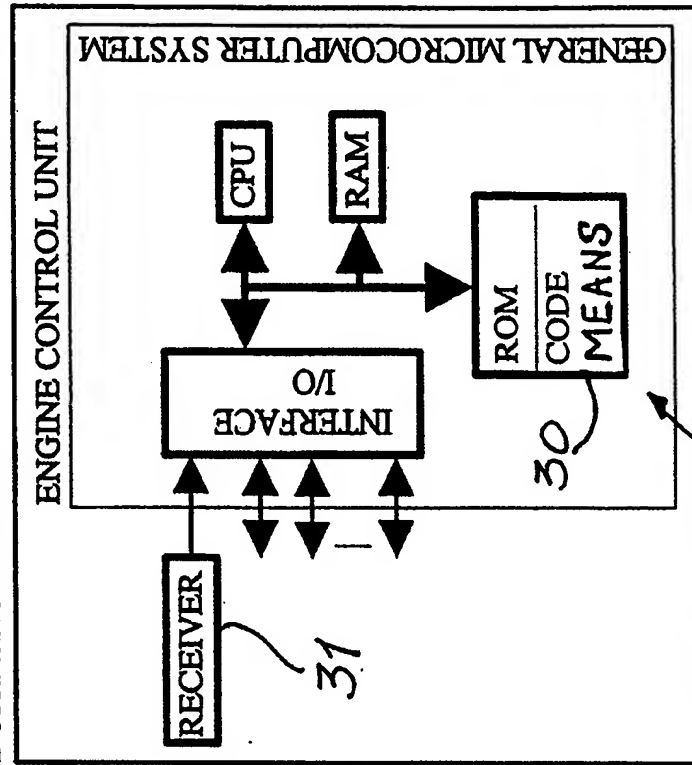 ENGINE CONTROL UNIT
GENERAL MICROCOMPUTER SYSTEM
RECEIVER
31
INTERFACE
I/O
CPU
RAM
ROM
CODE
MEANS
30